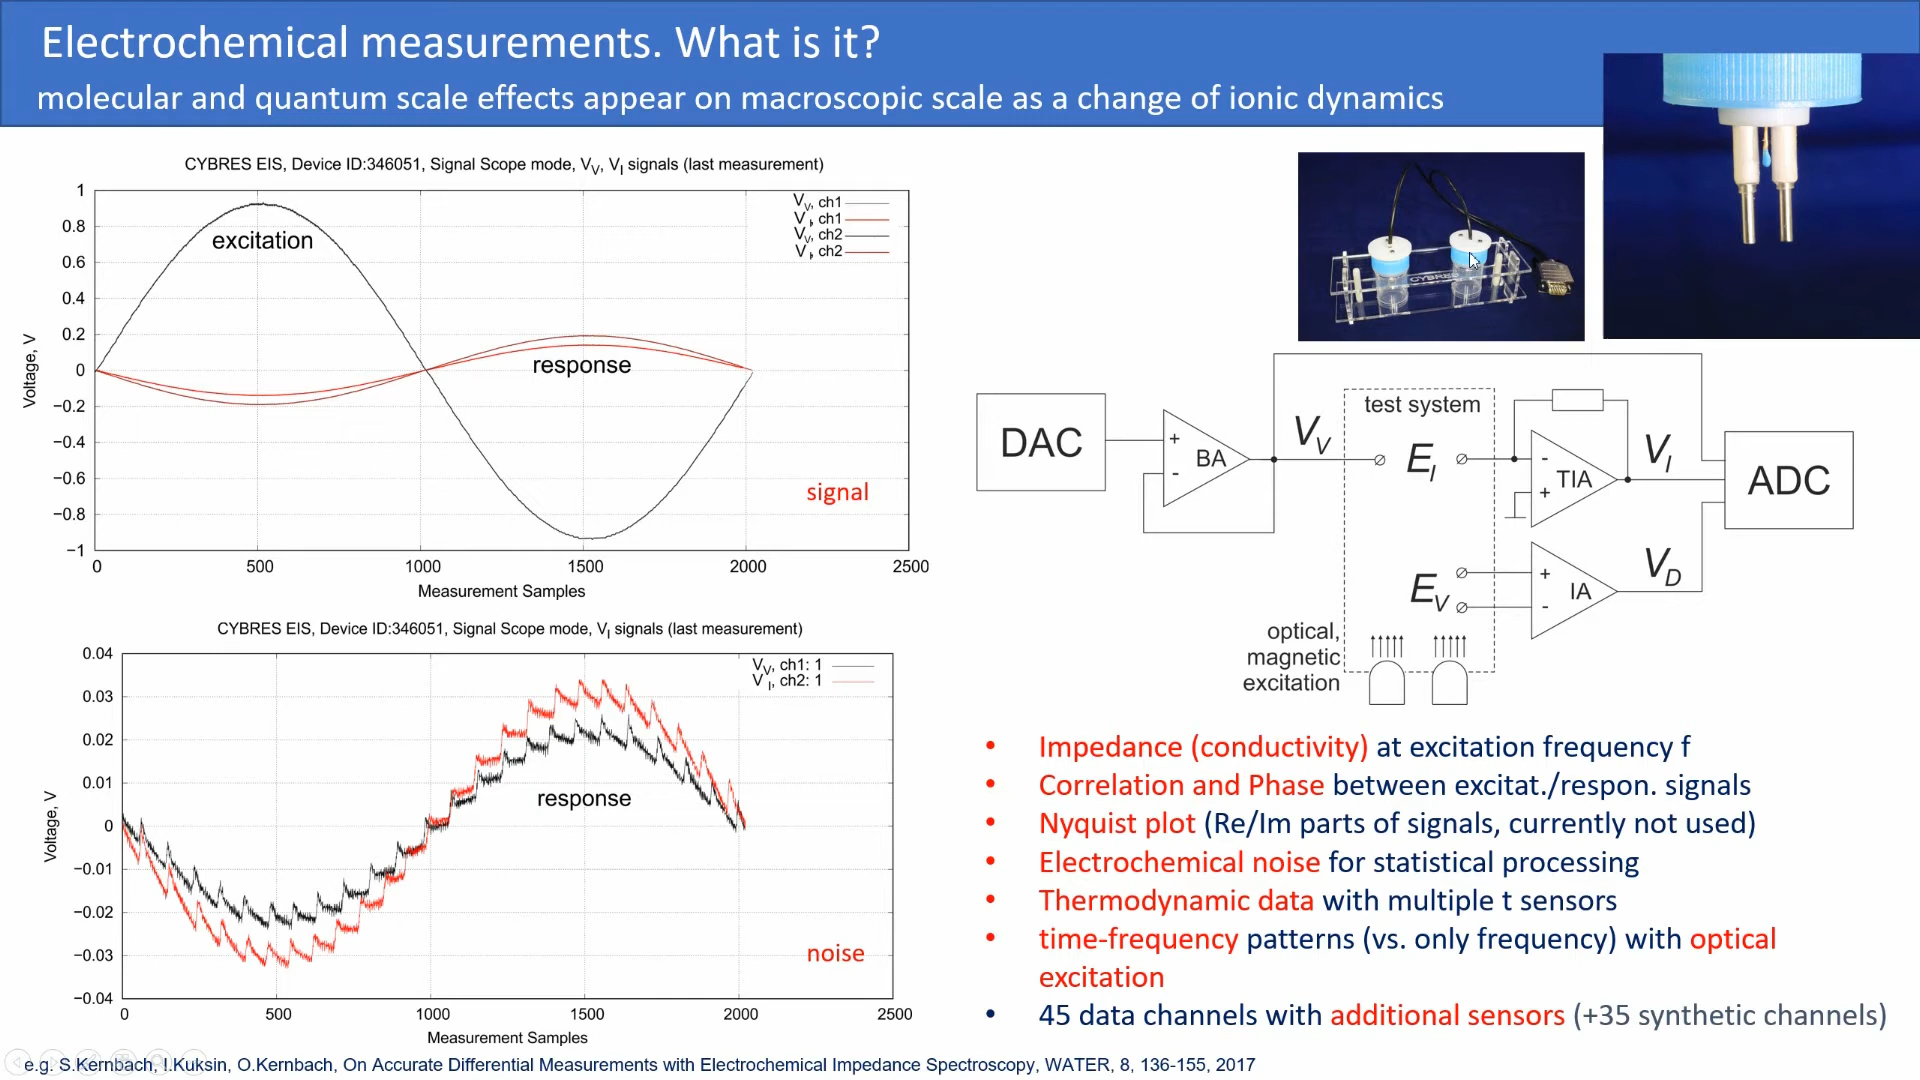 Electrochemical measurements. What is it?
molecular and quantum scale effects appear on macroscopic scale as a change of ionic dynamics
CYBRES EIS, Device ID:346051, Signal Scope mode, VV, VI signals (last measurement)
VV, ch1
VI, ch1
VV, ch2
VI, ch2
excitation
response
signal
Voltage, V
1
0.8
0.6
0.4
0.2
0
−0.2
−0.4
−0.6
−0.8
−1
0 500 1000 1500 2000 2500
Measurement Samples
CYBRES EIS, Device ID:346051, Signal Scope mode, VI signals (last measurement)
VV, ch1: 1
VI, ch2: 1
response
noise
Voltage, V
0.04
0.03
0.02
0.01
0
−0.01
−0.02
−0.03
−0.04
0 500 1000 1500 2000 2500
Measurement Samples
CYBRES
DAC
+
-
BA
VV
test system
EI
-
+
TIA
VI
ADC
EV
+
-
IA
VD
optical,
magnetic
excitation
• Impedance (conductivity) at excitation frequency f
• Correlation and Phase between excitat./respon. signals
• Nyquist plot (Re/Im parts of signals, currently not used)
• Electrochemical noise for statistical processing
• Thermodynamic data with multiple t sensors
• time-frequency patterns (vs. only frequency) with optical
excitation
• 45 data channels with additional sensors (+35 synthetic channels)
e.g. S.Kernbach, I.Kuksin, O.Kernbach, On Accurate Differential Measurements with Electrochemical Impedance Spectroscopy, WATER, 8, 136-155, 2017